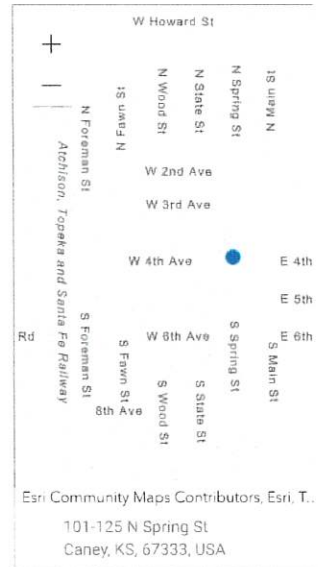 W Howard St
+
—
N Foreman St
N Fawn St
N Wood St
N State St
N Spring St
N Main St
Atchison, Topeka and Santa Fe Railway
W 2nd Ave
W 3rd Ave
W 4th Ave
E 4th
E 5th
Rd
W 6th Ave
E 6th
S Foreman St
S Fawn St
S Wood St
S State St
S Spring St
S Main St
8th Ave
Esri Community Maps Contributors, Esri, T...
101-125 N Spring St
Caney, KS, 67333, USA